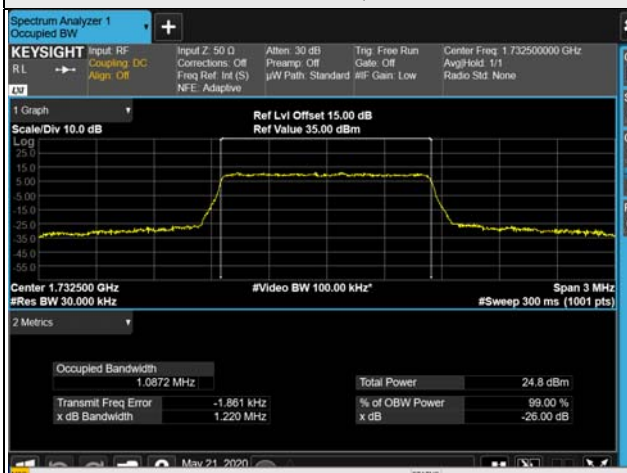 Spectrum Analyzer 1
Occupied BW
+
KEYSIGHT
RL
LXI
Input: RF
Coupling: DC
Align: Off
Input Z: 50 Ω
Corrections: Off
Freq Ref: Int (S)
NFE: Adaptive
Atten: 30 dB
Preamp: Off
µW Path: Standard
Trig: Free Run
Gate: Off
#IF Gain: Low
Center Freq: 1.732500000 GHz
Avg|Hold: 1/1
Radio Std: None
1 Graph
Scale/Div 10.0 dB
Ref Lvl Offset 15.00 dB
Ref Value 35.00 dBm
Log
25.0
15.0
5.00
-5.00
-15.0
-25.0
-35.0
-45.0
-55.0
Center 1.732500 GHz
#Res BW 30.000 kHz
#Video BW 100.00 kHz*
Span 3 MHz
#Sweep 300 ms (1001 pts)
2 Metrics
Occupied Bandwidth
1.0872 MHz
Transmit Freq Error -1.861 kHz
x dB Bandwidth 1.220 MHz
Total Power 24.8 dBm
% of OBW Power 99.00 %
x dB -26.00 dB
May 21, 2020